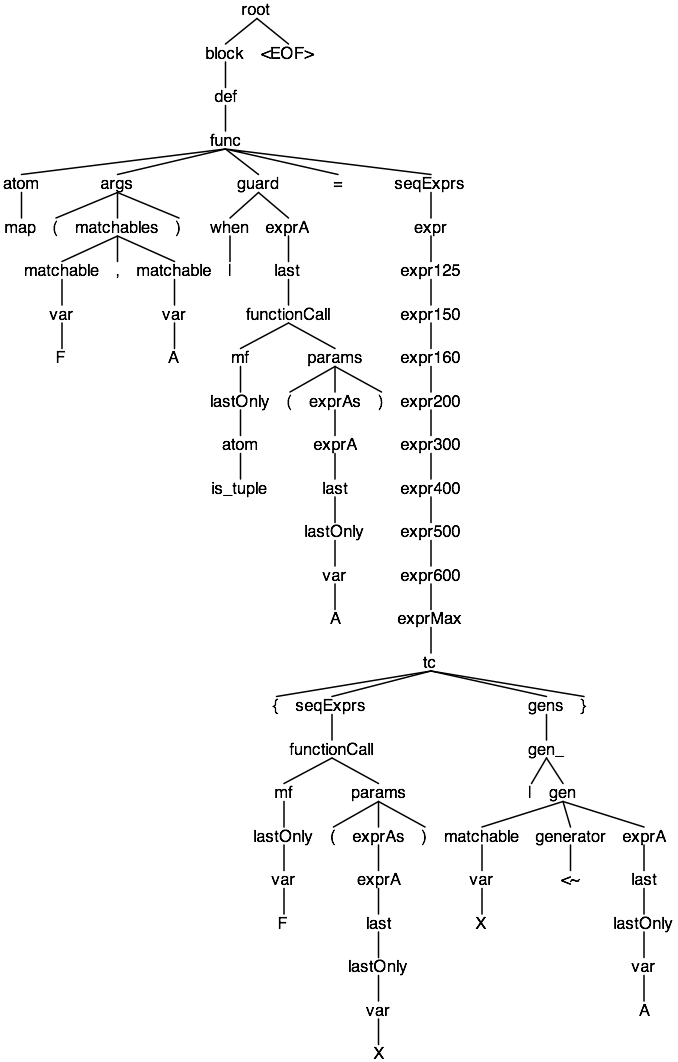 root
block <EOF>
def
func
atom args guard = seqExprs
map ( matchables ) when exprA expr
matchable , matchable | last expr125
var var functionCall expr150
F A mf params expr160
lastOnly ( exprAs ) expr200
atom exprA expr300
is_tuple last expr400
lastOnly expr500
var expr600
A exprMax
tc
{ seqExprs gens }
functionCall gen_
mf params | gen
lastOnly ( exprAs ) matchable generator exprA
var exprA var <~ last
F last X lastOnly
lastOnly var
var A
X